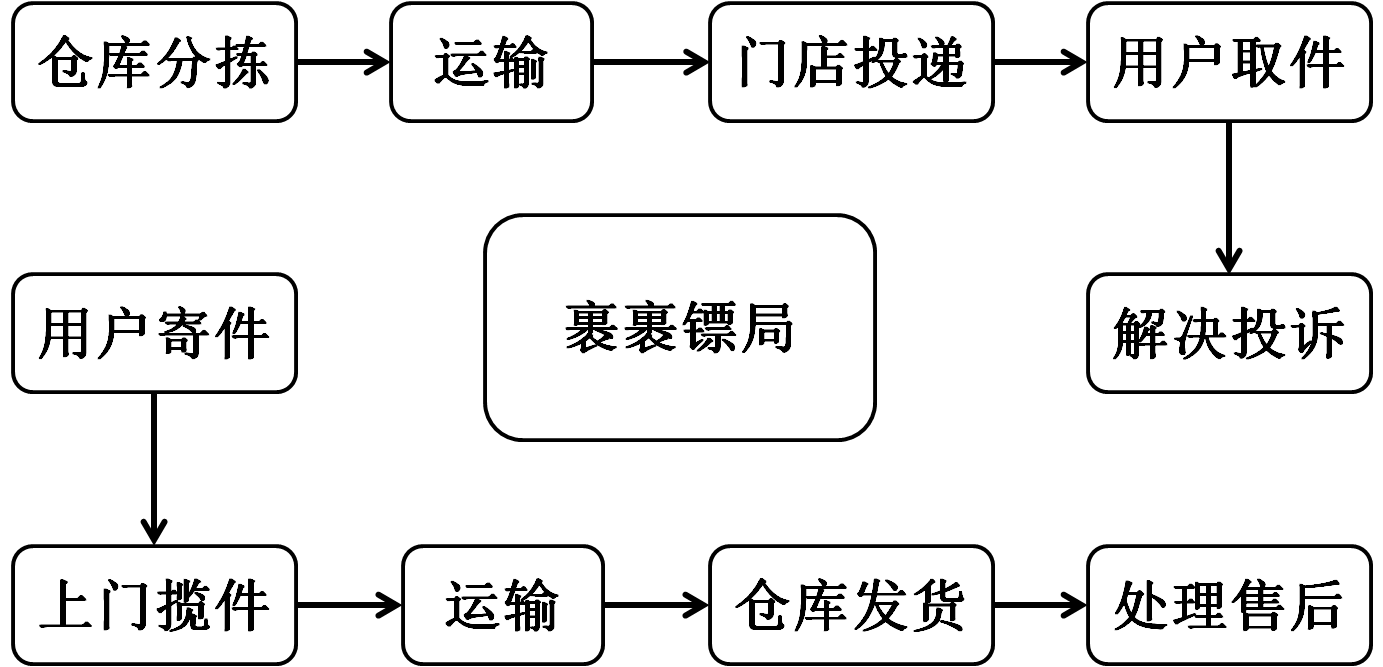 仓库分拣
运输
门店投递
用户取件
用户寄件
裹裹镖局
解决投诉
上门揽件
运输
仓库发货
处理售后